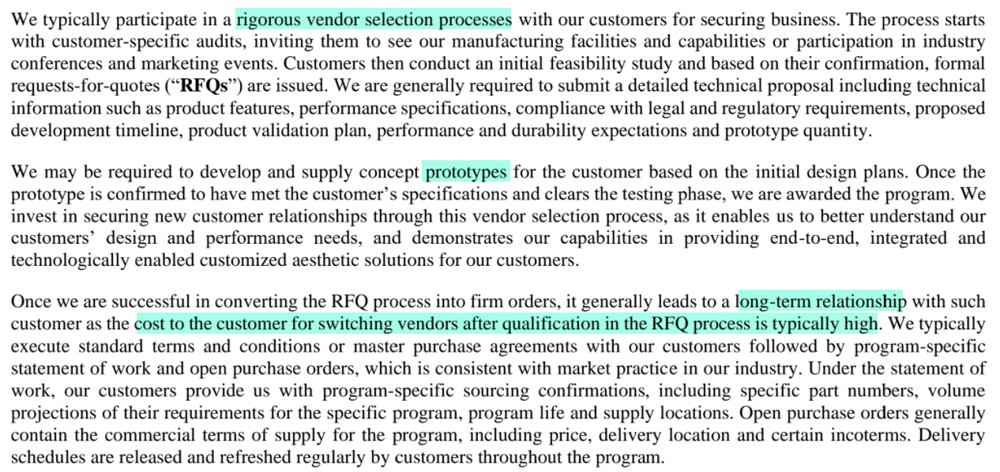 We typically participate in a rigorous vendor selection processes with our customers for securing business. The process starts
with customer-specific audits, inviting them to see our manufacturing facilities and capabilities or participation in industry
conferences and marketing events. Customers then conduct an initial feasibility study and based on their confirmation, formal
requests-for-quotes (“RFQs”) are issued. We are generally required to submit a detailed technical proposal including technical
information such as product features, performance specifications, compliance with legal and regulatory requirements, proposed
development timeline, product validation plan, performance and durability expectations and prototype quantity.
We may be required to develop and supply concept prototypes for the customer based on the initial design plans. Once the
prototype is confirmed to have met the customer’s specifications and clears the testing phase, we are awarded the program. We
invest in securing new customer relationships through this vendor selection process, as it enables us to better understand our
customers’ design and performance needs, and demonstrates our capabilities in providing end-to-end, integrated and
technologically enabled customized aesthetic solutions for our customers.
Once we are successful in converting the RFQ process into firm orders, it generally leads to a long-term relationship with such
customer as the cost to the customer for switching vendors after qualification in the RFQ process is typically high. We typically
execute standard terms and conditions or master purchase agreements with our customers followed by program-specific
statement of work and open purchase orders, which is consistent with market practice in our industry. Under the statement of
work, our customers provide us with program-specific sourcing confirmations, including specific part numbers, volume
projections of their requirements for the specific program, program life and supply locations. Open purchase orders generally
contain the commercial terms of supply for the program, including price, delivery location and certain incoterms. Delivery
schedules are released and refreshed regularly by customers throughout the program.